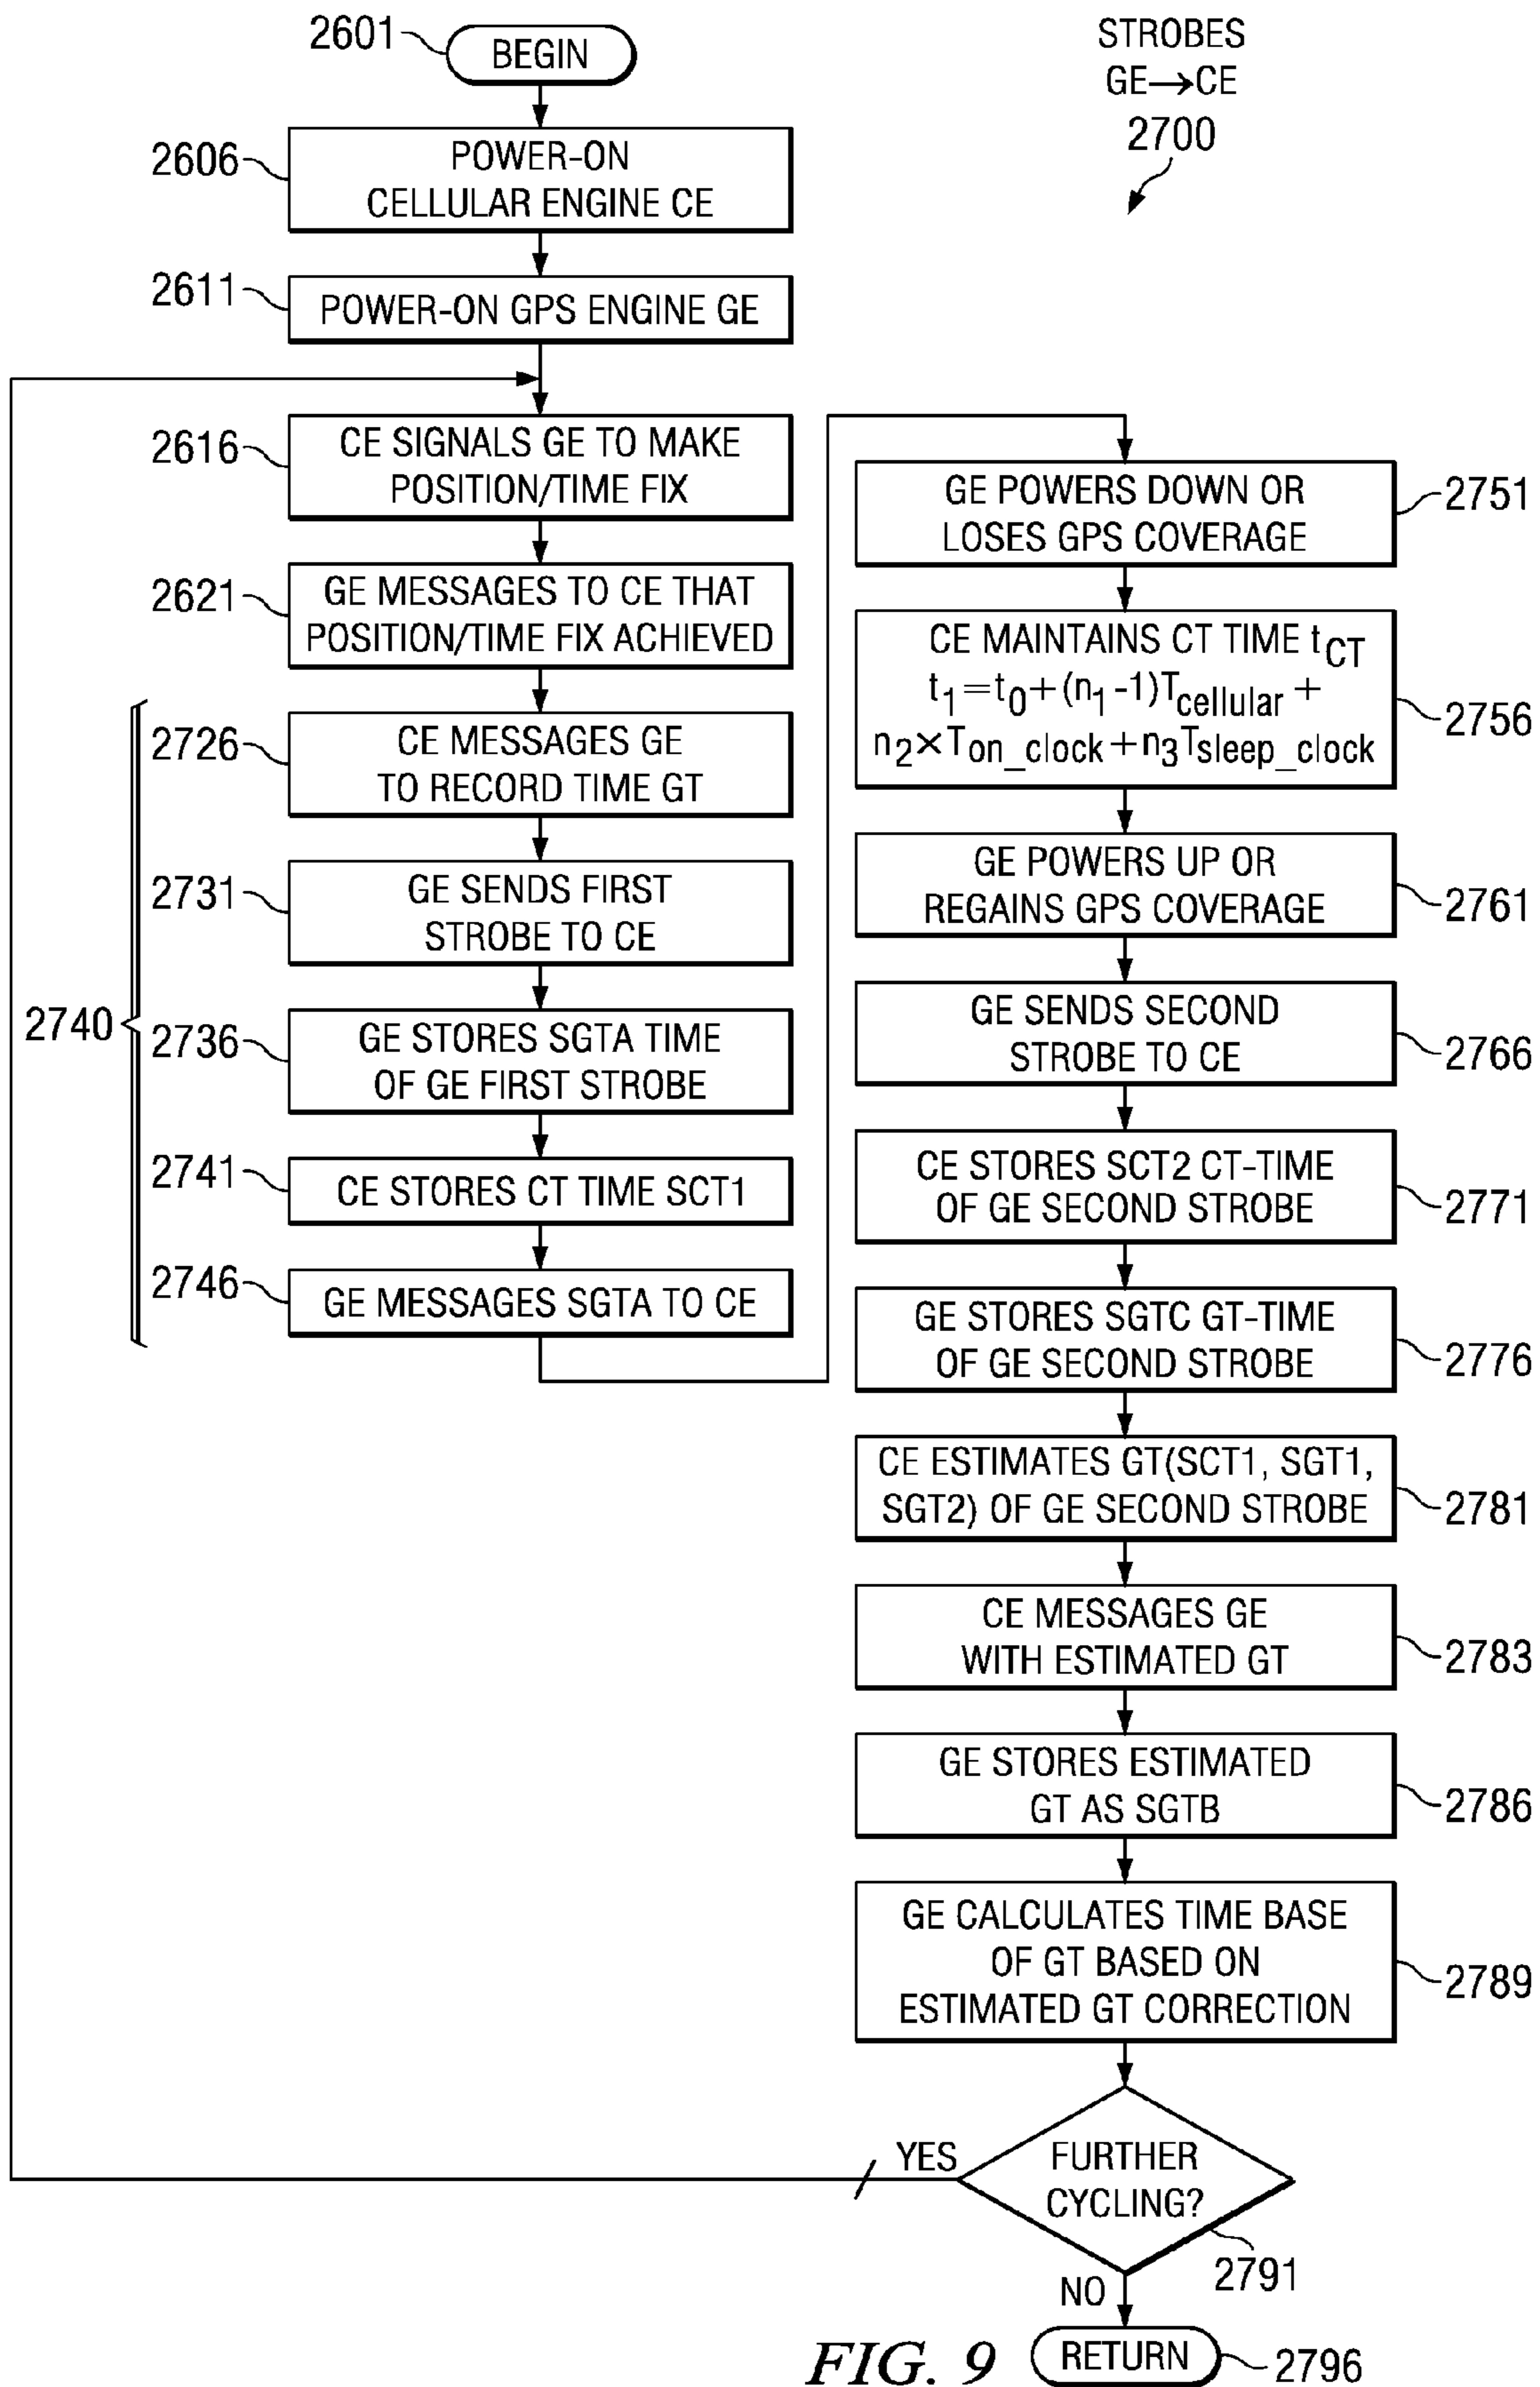 2601
BEGIN
STROBES
GE→CE
2700
2606
POWER-ON
CELLULAR ENGINE CE
2611
POWER-ON GPS ENGINE GE
2616
CE SIGNALS GE TO MAKE
POSITION/TIME FIX
2621
GE MESSAGES TO CE THAT
POSITION/TIME FIX ACHIEVED
2740
2726
CE MESSAGES GE
TO RECORD TIME GT
2731
GE SENDS FIRST
STROBE TO CE
2736
GE STORES SGTA TIME
OF GE FIRST STROBE
2741
CE STORES CT TIME SCT1
2746
GE MESSAGES SGTA TO CE
GE POWERS DOWN OR
LOSES GPS COVERAGE
2751
CE MAINTAINS CT TIME tCT
t1=t0+(n1-1)Tcellular+
n2×Ton_clock+n3Tsleep_clock
2756
GE POWERS UP OR
REGAINS GPS COVERAGE
2761
GE SENDS SECOND
STROBE TO CE
2766
CE STORES SCT2 CT-TIME
OF GE SECOND STROBE
2771
GE STORES SGTC GT-TIME
OF GE SECOND STROBE
2776
CE ESTIMATES GT(SCT1, SGT1,
SGT2) OF GE SECOND STROBE
2781
CE MESSAGES GE
WITH ESTIMATED GT
2783
GE STORES ESTIMATED
GT AS SGTB
2786
GE CALCULATES TIME BASE
OF GT BASED ON
ESTIMATED GT CORRECTION
2789
YES
FURTHER
CYCLING?
2791
NO
RETURN
2796
FIG. 9